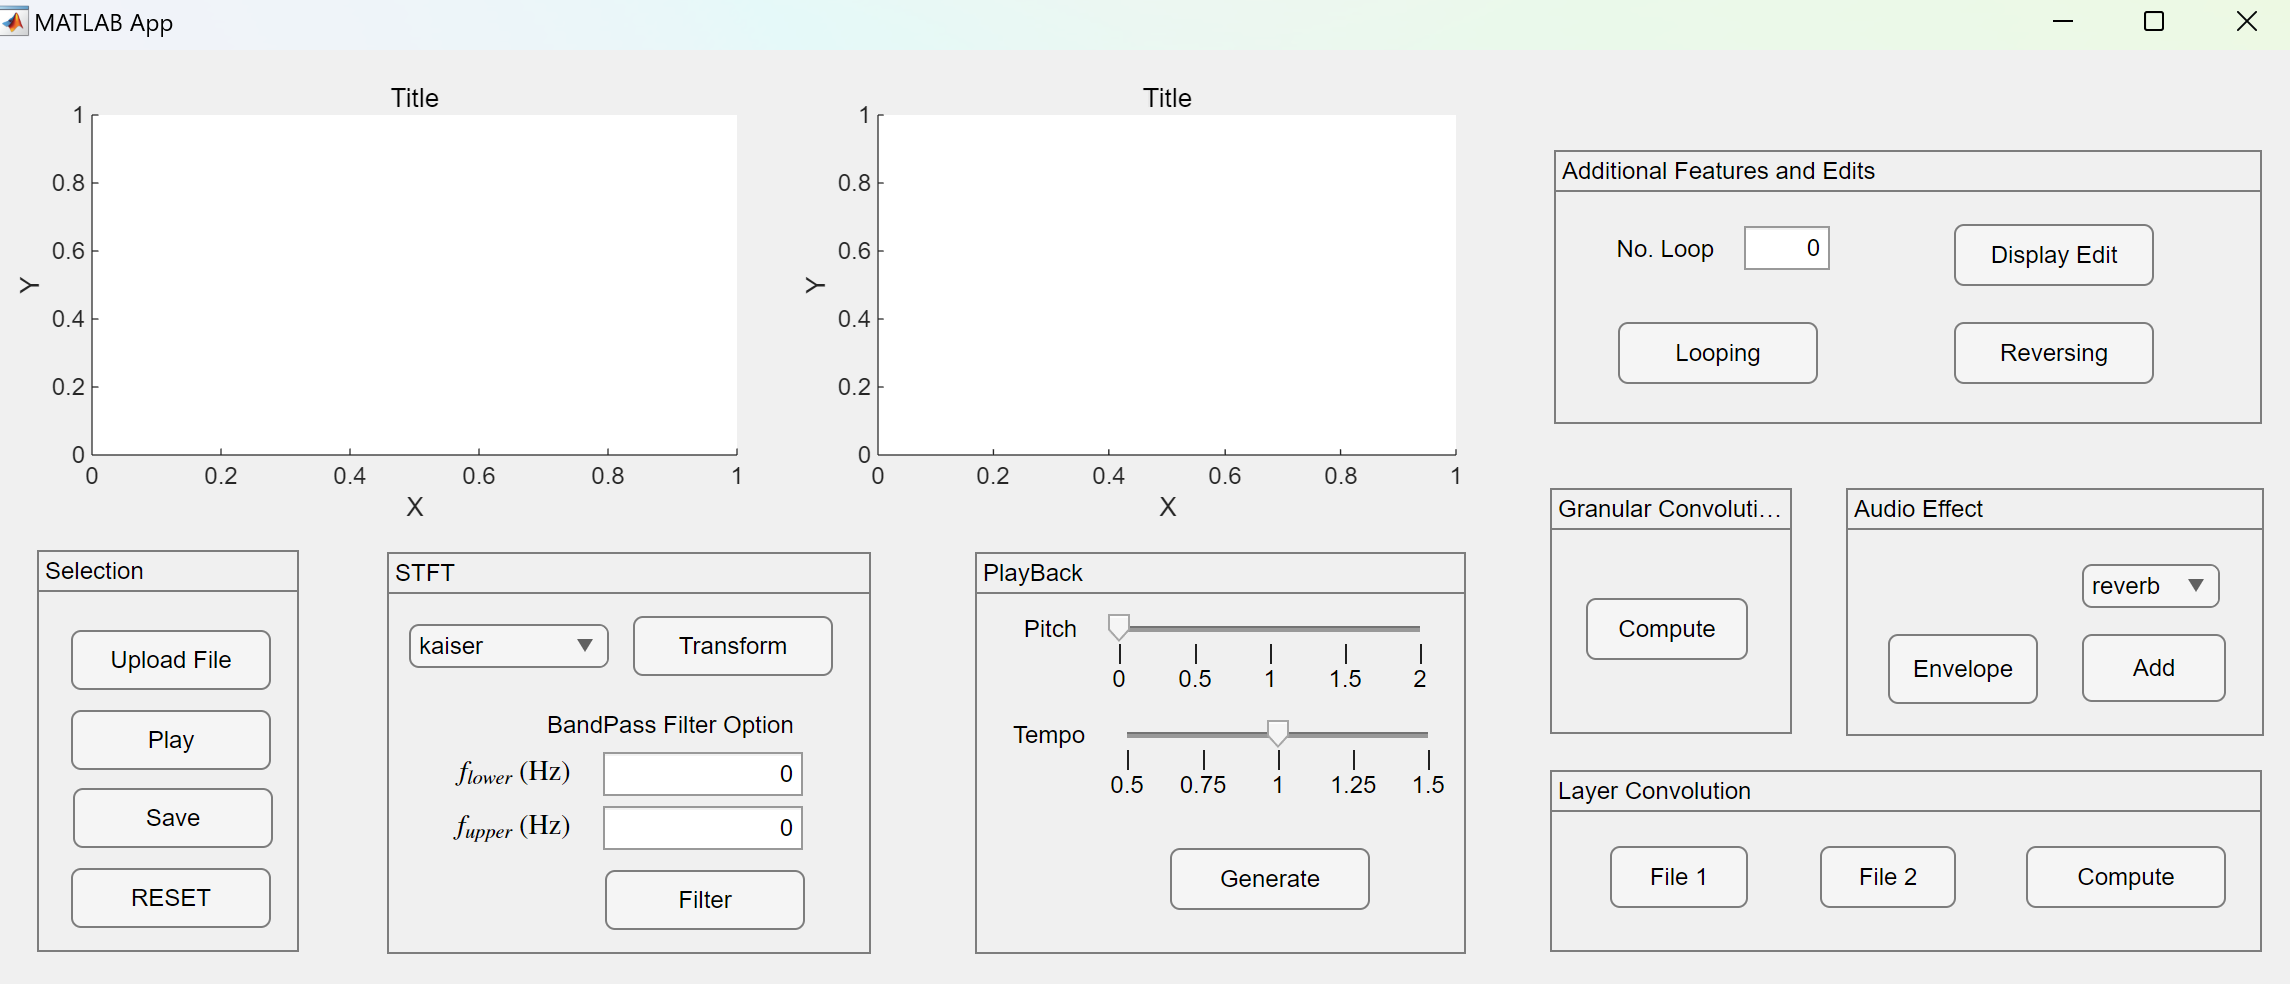 MATLAB App
Title
1
0.8
0.6
0.4
0.2
0
Y
0 0.2 0.4 0.6 0.8 1
X
Title
1
0.8
0.6
0.4
0.2
0
Y
0 0.2 0.4 0.6 0.8 1
X
Additional Features and Edits
No. Loop 0
Display Edit
Looping
Reversing
Selection
Upload File
Play
Save
RESET
STFT
kaiser
Transform
BandPass Filter Option
flower (Hz) 0
fupper (Hz) 0
Filter
PlayBack
Pitch
0 0.5 1 1.5 2
Tempo
0.5 0.75 1 1.25 1.5
Generate
Granular Convoluti...
Compute
Audio Effect
reverb
Envelope
Add
Layer Convolution
File 1
File 2
Compute